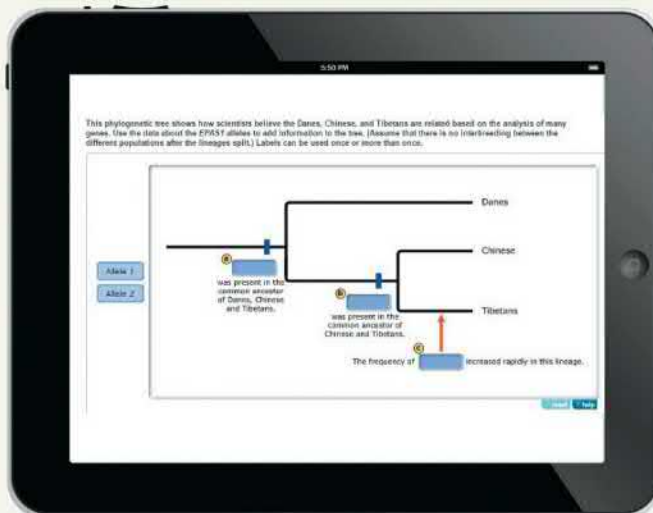 5:50 PM
This phylogenetic tree shows how scientists believe the Danes, Chinese, and Tibetans are related based on the analysis of many
genes. Use the data about the EPAS1 alleles to add information to the tree. (Assume that there is no interbreeding between the
different populations after the lineages split.) Labels can be used once or more than once.
Danes
Chinese
Allele 1
a
Allele 2
was present in the
common ancestor
of Danes, Chinese
and Tibetans.
b
was present in the
common ancestor of
Chinese and Tibetans.
Tibetans
c
The frequency of increased rapidly in this lineage.
reset
help